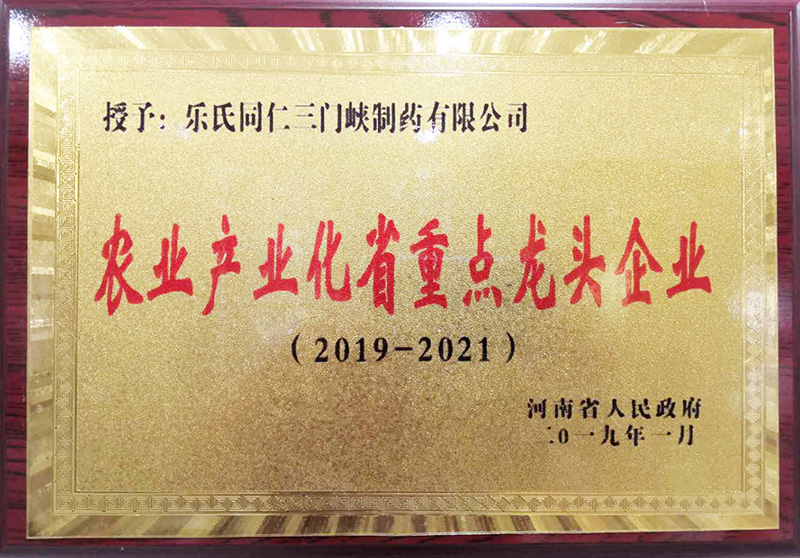 授予：乐氏同仁三门峡制药有限公司
农业产业化省重点龙头企业
（2019-2021）
河南省人民政府
二0一九年一月